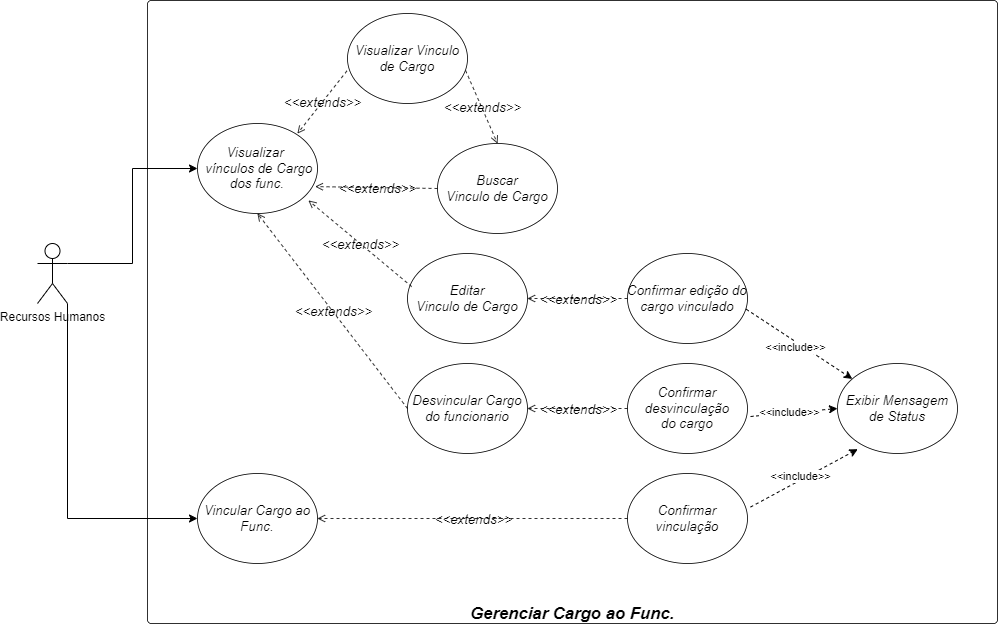 Visualizar Vinculo
de Cargo
<<extends>>
<<extends>>
Visualizar
vínculos de Cargo
dos func.
<<extends>>
Buscar
Vinculo de Cargo
<<extends>>
Editar
Vinculo de Cargo
<<extends>>
Confirmar edição do
cargo vinculado
Recursos Humanos
<<extends>>
<<include>>
Desvincular Cargo
do funcionario
<<extends>>
Confirmar
desvinculação
do cargo
<<include>>
Exibir Mensagem
de Status
<<include>>
Vincular Cargo ao
Func.
<<extends>>
Confirmar
vinculação
Gerenciar Cargo ao Func.